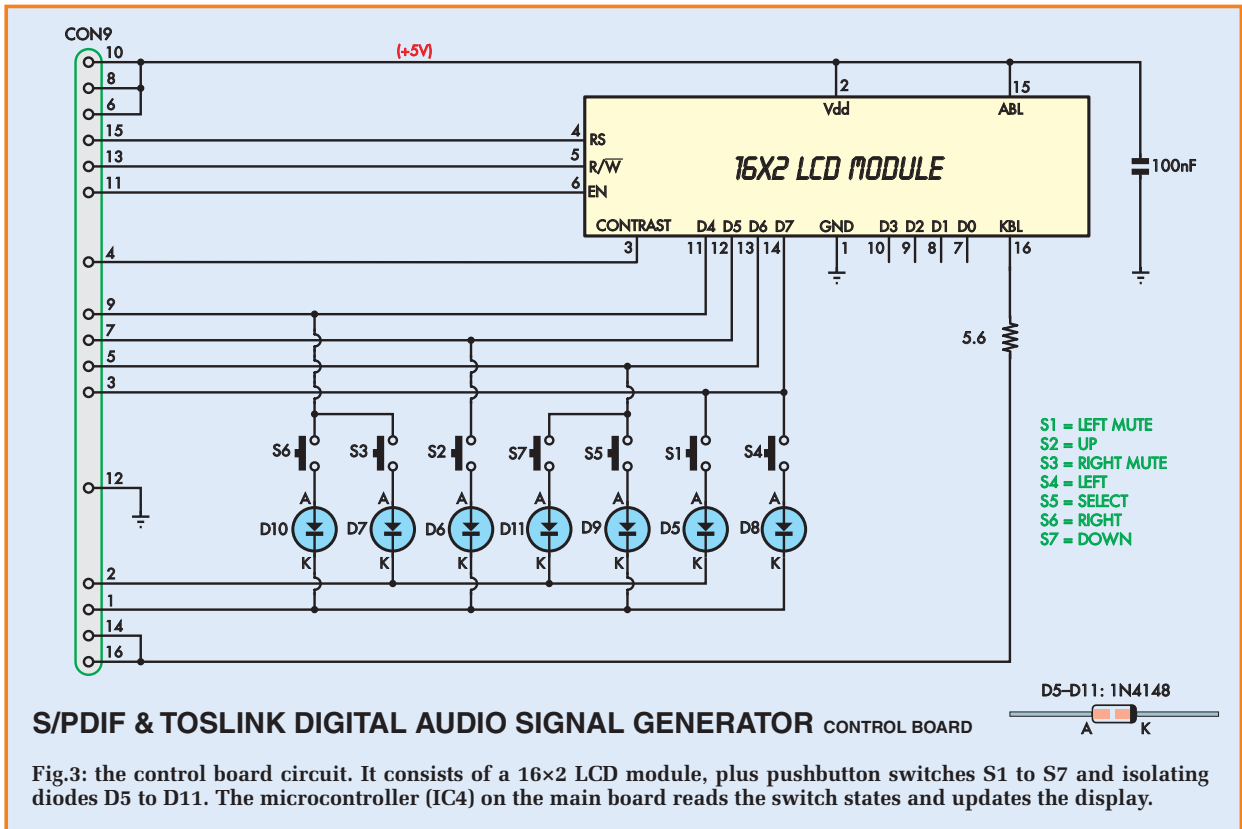 CON9
10
(+5V)
8
2
15
Vdd
ABL
6
15
4
RS
13
5
R/W̅
16X2 LCD MODULE
100nF
11
6
EN
CONTRAST
D4
D5
D6
D7
GND
D3
D2
D1
D0
KBL
3
11
12
13
14
1
10
9
8
7
16
4
9
7
5.6
5
3
S6
S3
S2
S7
S5
S1
S4
S1 = LEFT MUTE
S2 = UP
S3 = RIGHT MUTE
S4 = LEFT
S5 = SELECT
S6 = RIGHT
S7 = DOWN
12
A
A
A
A
A
A
A
D10
D7
D6
D11
D9
D5
D8
K
K
K
K
K
K
K
2
1
14
16
D5–D11: 1N4148
A
K
S/PDIF & TOSLINK DIGITAL AUDIO SIGNAL GENERATOR CONTROL BOARD
Fig.3: the control board circuit. It consists of a 16×2 LCD module, plus pushbutton switches S1 to S7 and isolating
diodes D5 to D11. The microcontroller (IC4) on the main board reads the switch states and updates the display.